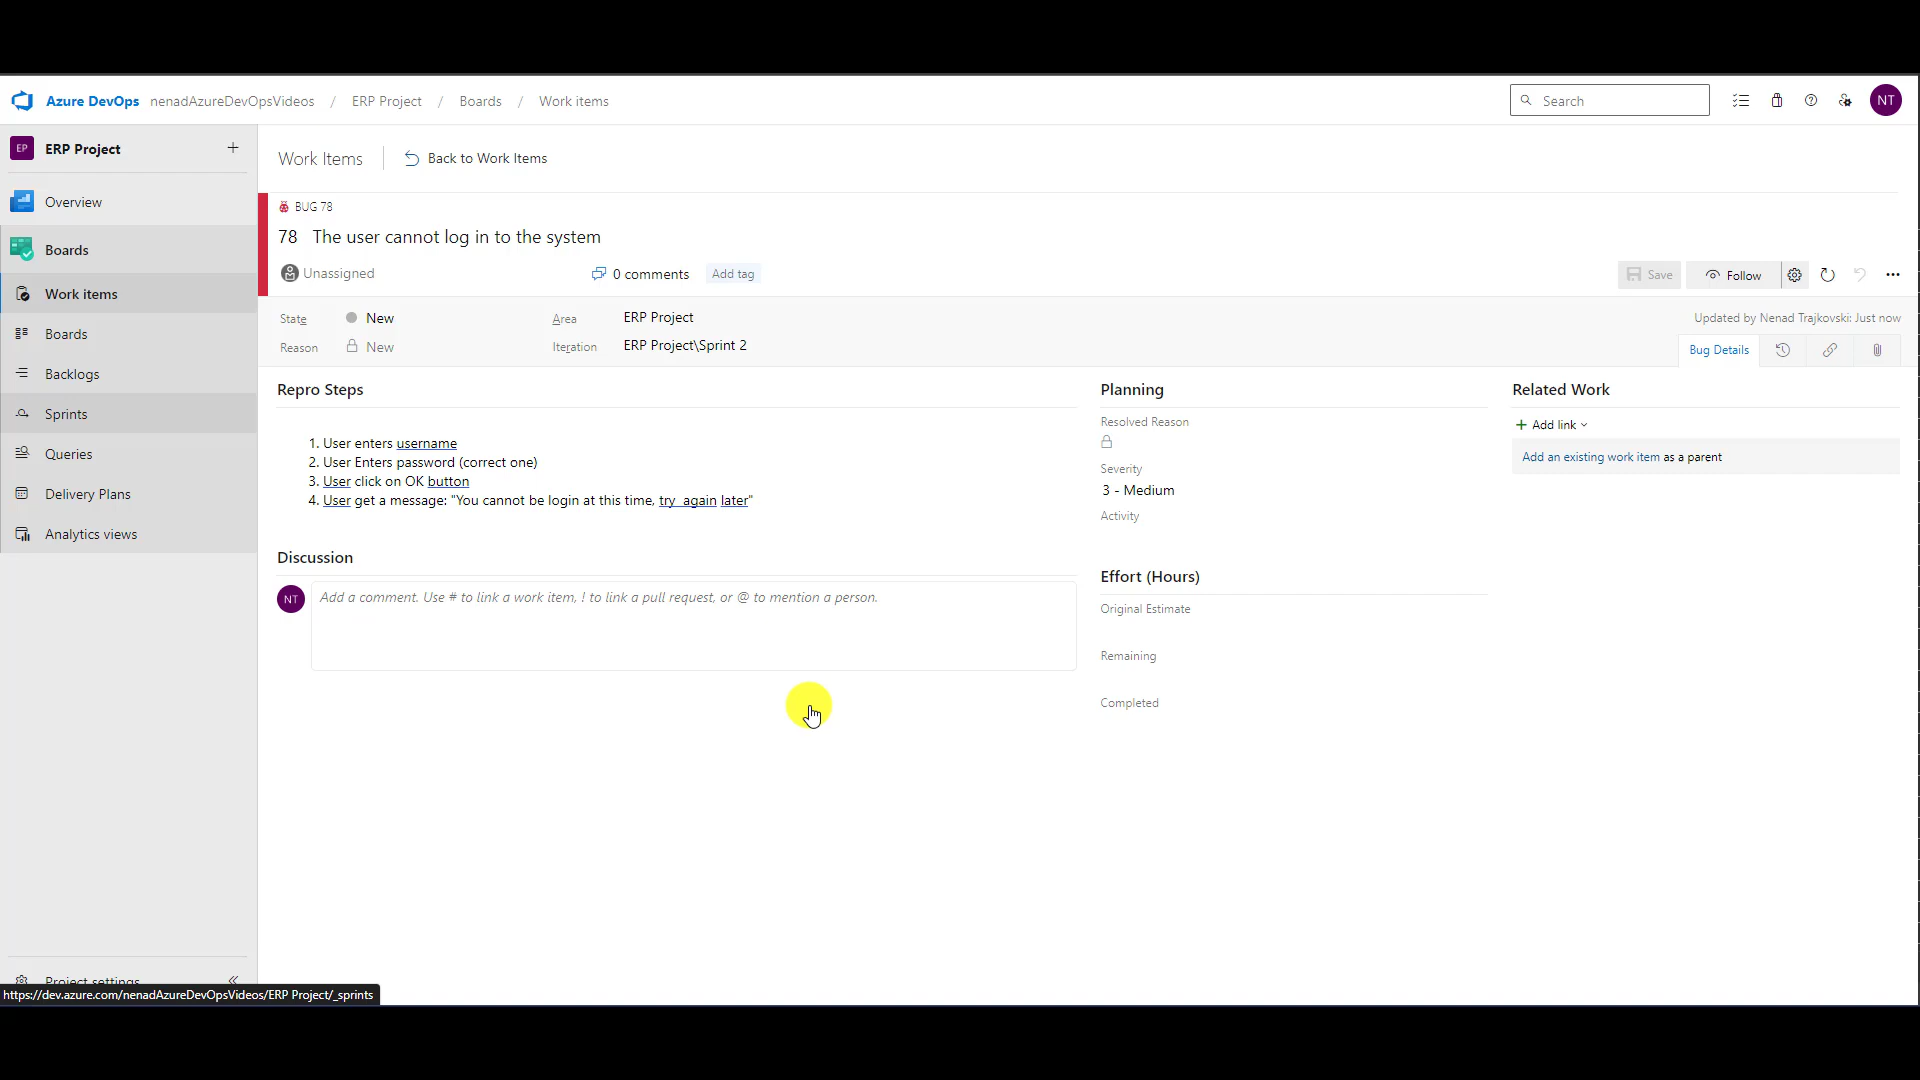 Azure DevOps nenadAzureDevOpsVideos / ERP Project / Boards / Work items
Search
NT
EP ERP Project +
Work Items
Back to Work Items
Overview
BUG 78
78 The user cannot log in to the system
Boards
Unassigned
0 comments
Add tag
Save
Follow
Work items
State New
Area ERP Project
Updated by Nenad Trajkovski: Just now
Boards
Reason New
Iteration ERP Project\Sprint 2
Bug Details
Backlogs
Sprints
Queries
Delivery Plans
Analytics views
Repro Steps
1. User enters username
2. User Enters password (correct one)
3. User click on OK button
4. User get a message: "You cannot be login at this time, try again later"
Discussion
NT
Add a comment. Use # to link a work item, ! to link a pull request, or @ to mention a person.
Planning
Resolved Reason
Severity
3 - Medium
Activity
Effort (Hours)
Original Estimate
Remaining
Completed
Related Work
+ Add link
Add an existing work item as a parent
Project settings
https://dev.azure.com/nenadAzureDevOpsVideos/ERP Project/_sprints